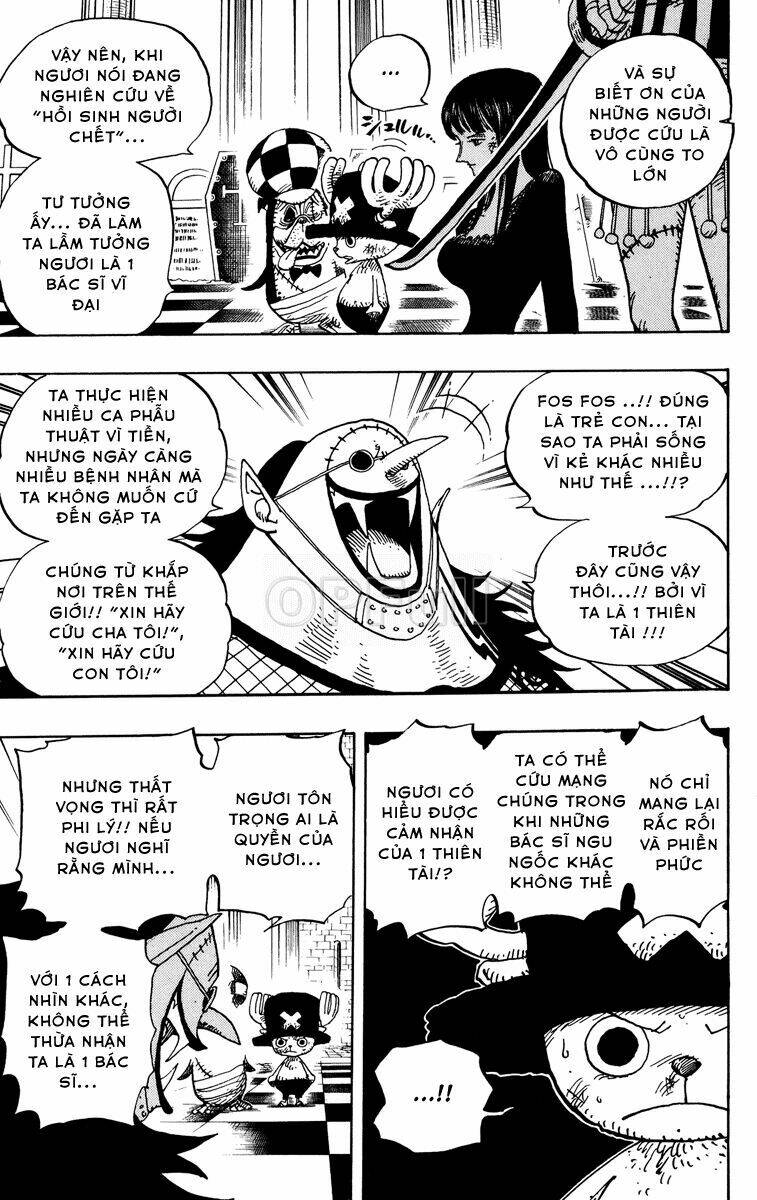 VÀ SỰ
BIẾT ƠN CỦA
NHỮNG NGƯỜI
ĐƯỢC CỨU LÀ
VÔ CÙNG TO
LỚN
...
シュルルル...
VẬY NÊN, KHI
NGƯƠI NÓI ĐANG
NGHIÊN CỨU VỀ
"HỒI SINH NGƯỜI
CHẾT"...
TƯ TƯỞNG
ẤY... ĐÃ LÀM
TA LẦM TƯỞNG
NGƯƠI LÀ 1
BÁC SĨ VĨ
ĐẠI
FOS FOS ..!! ĐÚNG
LÀ TRẺ CON... TẠI
SAO TA PHẢI SỐNG
VÌ KẺ KHÁC NHIỀU
NHƯ THẾ ...!!?
TRƯỚC
ĐÂY CŨNG VẬY
THÔI...!! BỞI VÌ
TA LÀ 1 THIÊN
TÀI !!!
TA THỰC HIỆN
NHIỀU CA PHẪU
THUẬT VÌ TIỀN,
NHƯNG NGÀY CÀNG
NHIỀU BỆNH NHÂN MÀ
TA KHÔNG MUỐN CỨ
ĐẾN GẶP TA
CHÚNG TỪ KHẮP
NƠI TRÊN THẾ
GIỚI!! "XIN HÃY
CỨU CHA TÔI!",
"XIN HÃY CỨU
CON TÔI!"
NÓ CHỈ
MANG LẠI
RẮC RỐI
VÀ PHIỀN
PHỨC
TA CÓ THỂ
CỨU MẠNG
CHÚNG TRONG
KHI NHỮNG
BÁC SĨ NGU
NGỐC KHÁC
KHÔNG THỂ
NGƯƠI CÓ
HIỂU ĐƯỢC
CẢM NHẬN
CỦA 1 THIÊN
TÀI!?
...!!
NGƯƠI TÔN
TRỌNG AI LÀ
QUYỀN CỦA
NGƯƠI...
NHƯNG THẤT
VỌNG THÌ RẤT
PHI LÝ!! NẾU
NGƯƠI NGHĨ
RẰNG MÌNH...
VỚI 1 CÁCH
NHÌN KHÁC,
KHÔNG THỂ
THỪA NHẬN
TA LÀ 1 BÁC
SĨ...